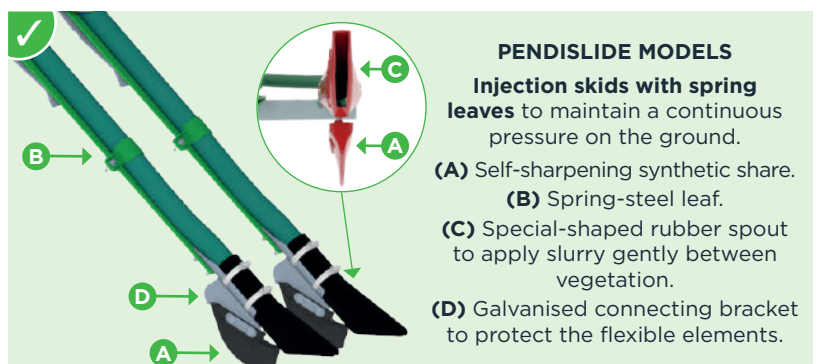 PENDISLIDE MODELS
Injection skids with spring
leaves to maintain a continuous
pressure on the ground.
(A) Self-sharpening synthetic share.
(B) Spring-steel leaf.
(C) Special-shaped rubber spout
to apply slurry gently between
vegetation.
(D) Galvanised connecting bracket
to protect the flexible elements.
C
A
B
D
A